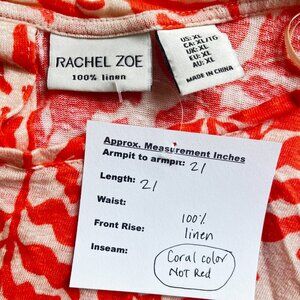 RACHEL ZOE
100% linen
US: XL
CA: XL/TG
UK: XL
EU: XL
AU: XL
MADE IN CHINA
Approx. Measurement Inches
Armpit to armpit: 21
Length: 21
Waist:
Front Rise: 100% linen
Inseam:
Coral color
NOT Red